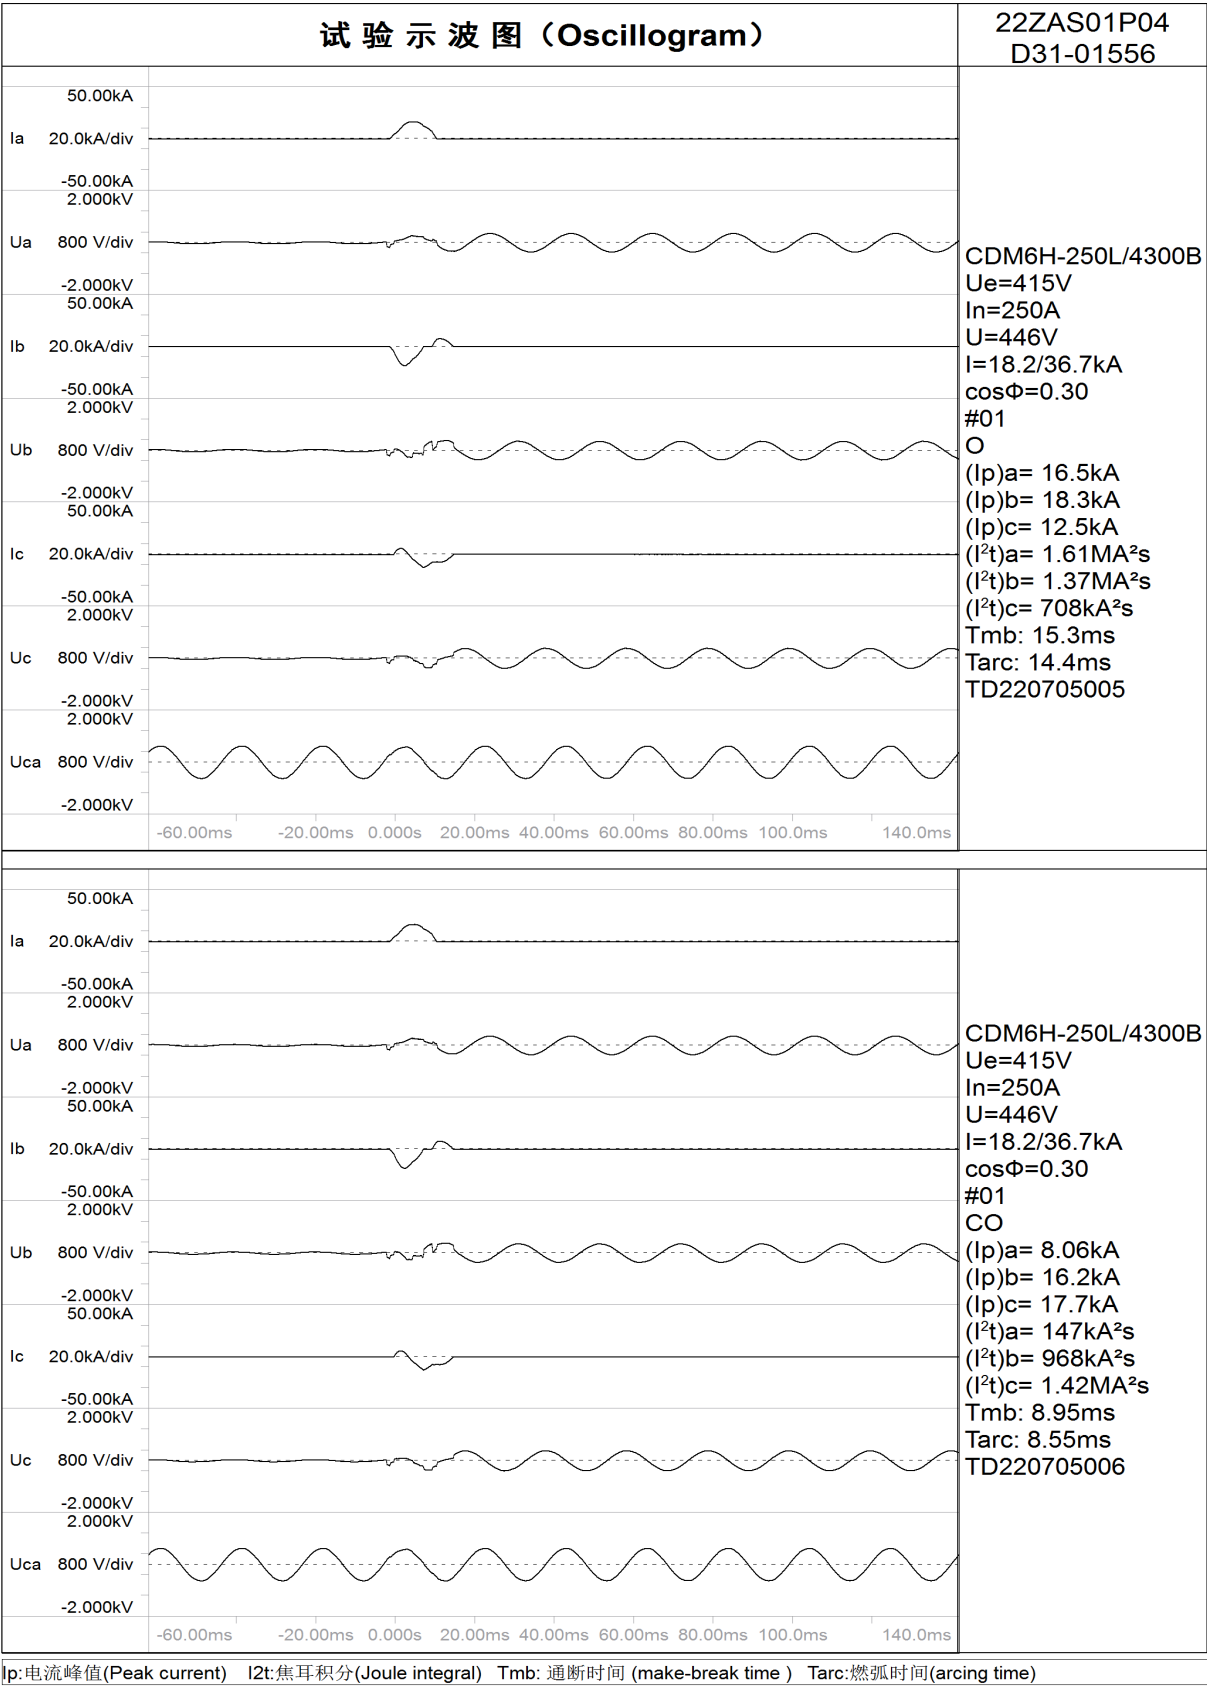 试 验 示 波 图（Oscillogram）
22ZAS01P04
D31-01556
50.00kA
Ia 20.0kA/div
-50.00kA
2.000kV
Ua 800 V/div
-2.000kV
50.00kA
Ib 20.0kA/div
-50.00kA
2.000kV
Ub 800 V/div
-2.000kV
50.00kA
Ic 20.0kA/div
-50.00kA
2.000kV
Uc 800 V/div
-2.000kV
2.000kV
Uca 800 V/div
-2.000kV
-60.00ms -20.00ms 0.000s 20.00ms 40.00ms 60.00ms 80.00ms 100.0ms 140.0ms
CDM6H-250L/4300B
Ue=415V
In=250A
U=446V
I=18.2/36.7kA
cosΦ=0.30
#01
O
(Ip)a= 16.5kA
(Ip)b= 18.3kA
(Ip)c= 12.5kA
(I²t)a= 1.61MA²s
(I²t)b= 1.37MA²s
(I²t)c= 708kA²s
Tmb: 15.3ms
Tarc: 14.4ms
TD220705005
50.00kA
Ia 20.0kA/div
-50.00kA
2.000kV
Ua 800 V/div
-2.000kV
50.00kA
Ib 20.0kA/div
-50.00kA
2.000kV
Ub 800 V/div
-2.000kV
50.00kA
Ic 20.0kA/div
-50.00kA
2.000kV
Uc 800 V/div
-2.000kV
2.000kV
Uca 800 V/div
-2.000kV
-60.00ms -20.00ms 0.000s 20.00ms 40.00ms 60.00ms 80.00ms 100.0ms 140.0ms
CDM6H-250L/4300B
Ue=415V
In=250A
U=446V
I=18.2/36.7kA
cosΦ=0.30
#01
CO
(Ip)a= 8.06kA
(Ip)b= 16.2kA
(Ip)c= 17.7kA
(I²t)a= 147kA²s
(I²t)b= 968kA²s
(I²t)c= 1.42MA²s
Tmb: 8.95ms
Tarc: 8.55ms
TD220705006
Ip:电流峰值(Peak current) I2t:焦耳积分(Joule integral) Tmb: 通断时间 (make-break time ) Tarc:燃弧时间(arcing time)